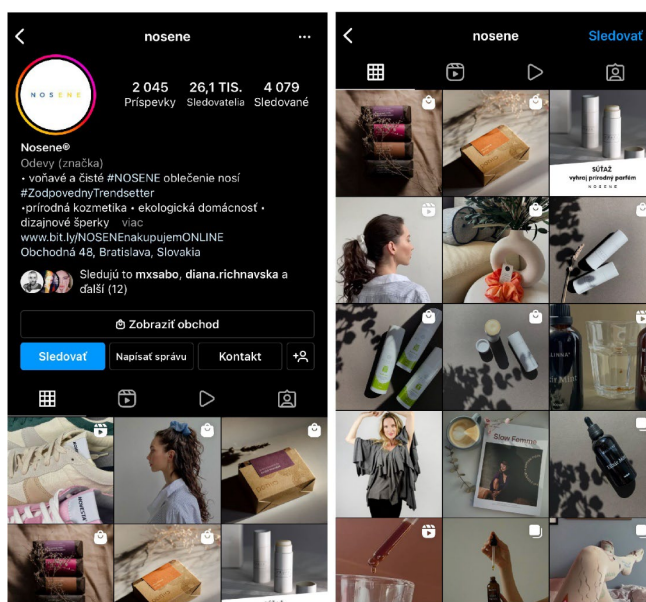 nosene
NOSENE
2 045
26,1 TIS.
4 079
Príspevky
Sledovatelia
Sledované
Nosene®
Odevy (značka)
• voňavé a čisté #NOSENE oblečenie nosí
#ZodpovednyTrendsetter
•prírodná kozmetika • ekologická domácnosť •
dizajnové šperky viac
www.bit.ly/NOSENEnakupujemONLINE
Obchodná 48, Bratislava, Slovakia
Sledujú to mxsabo, diana.richnavska a
ďalší (12)
Zobraziť obchod
Sledovať
Napísať správu
Kontakt
nosene
Sledovať
SÚŤAŽ
vyhraj prírodný parfém
NOSENE
Slow Femme